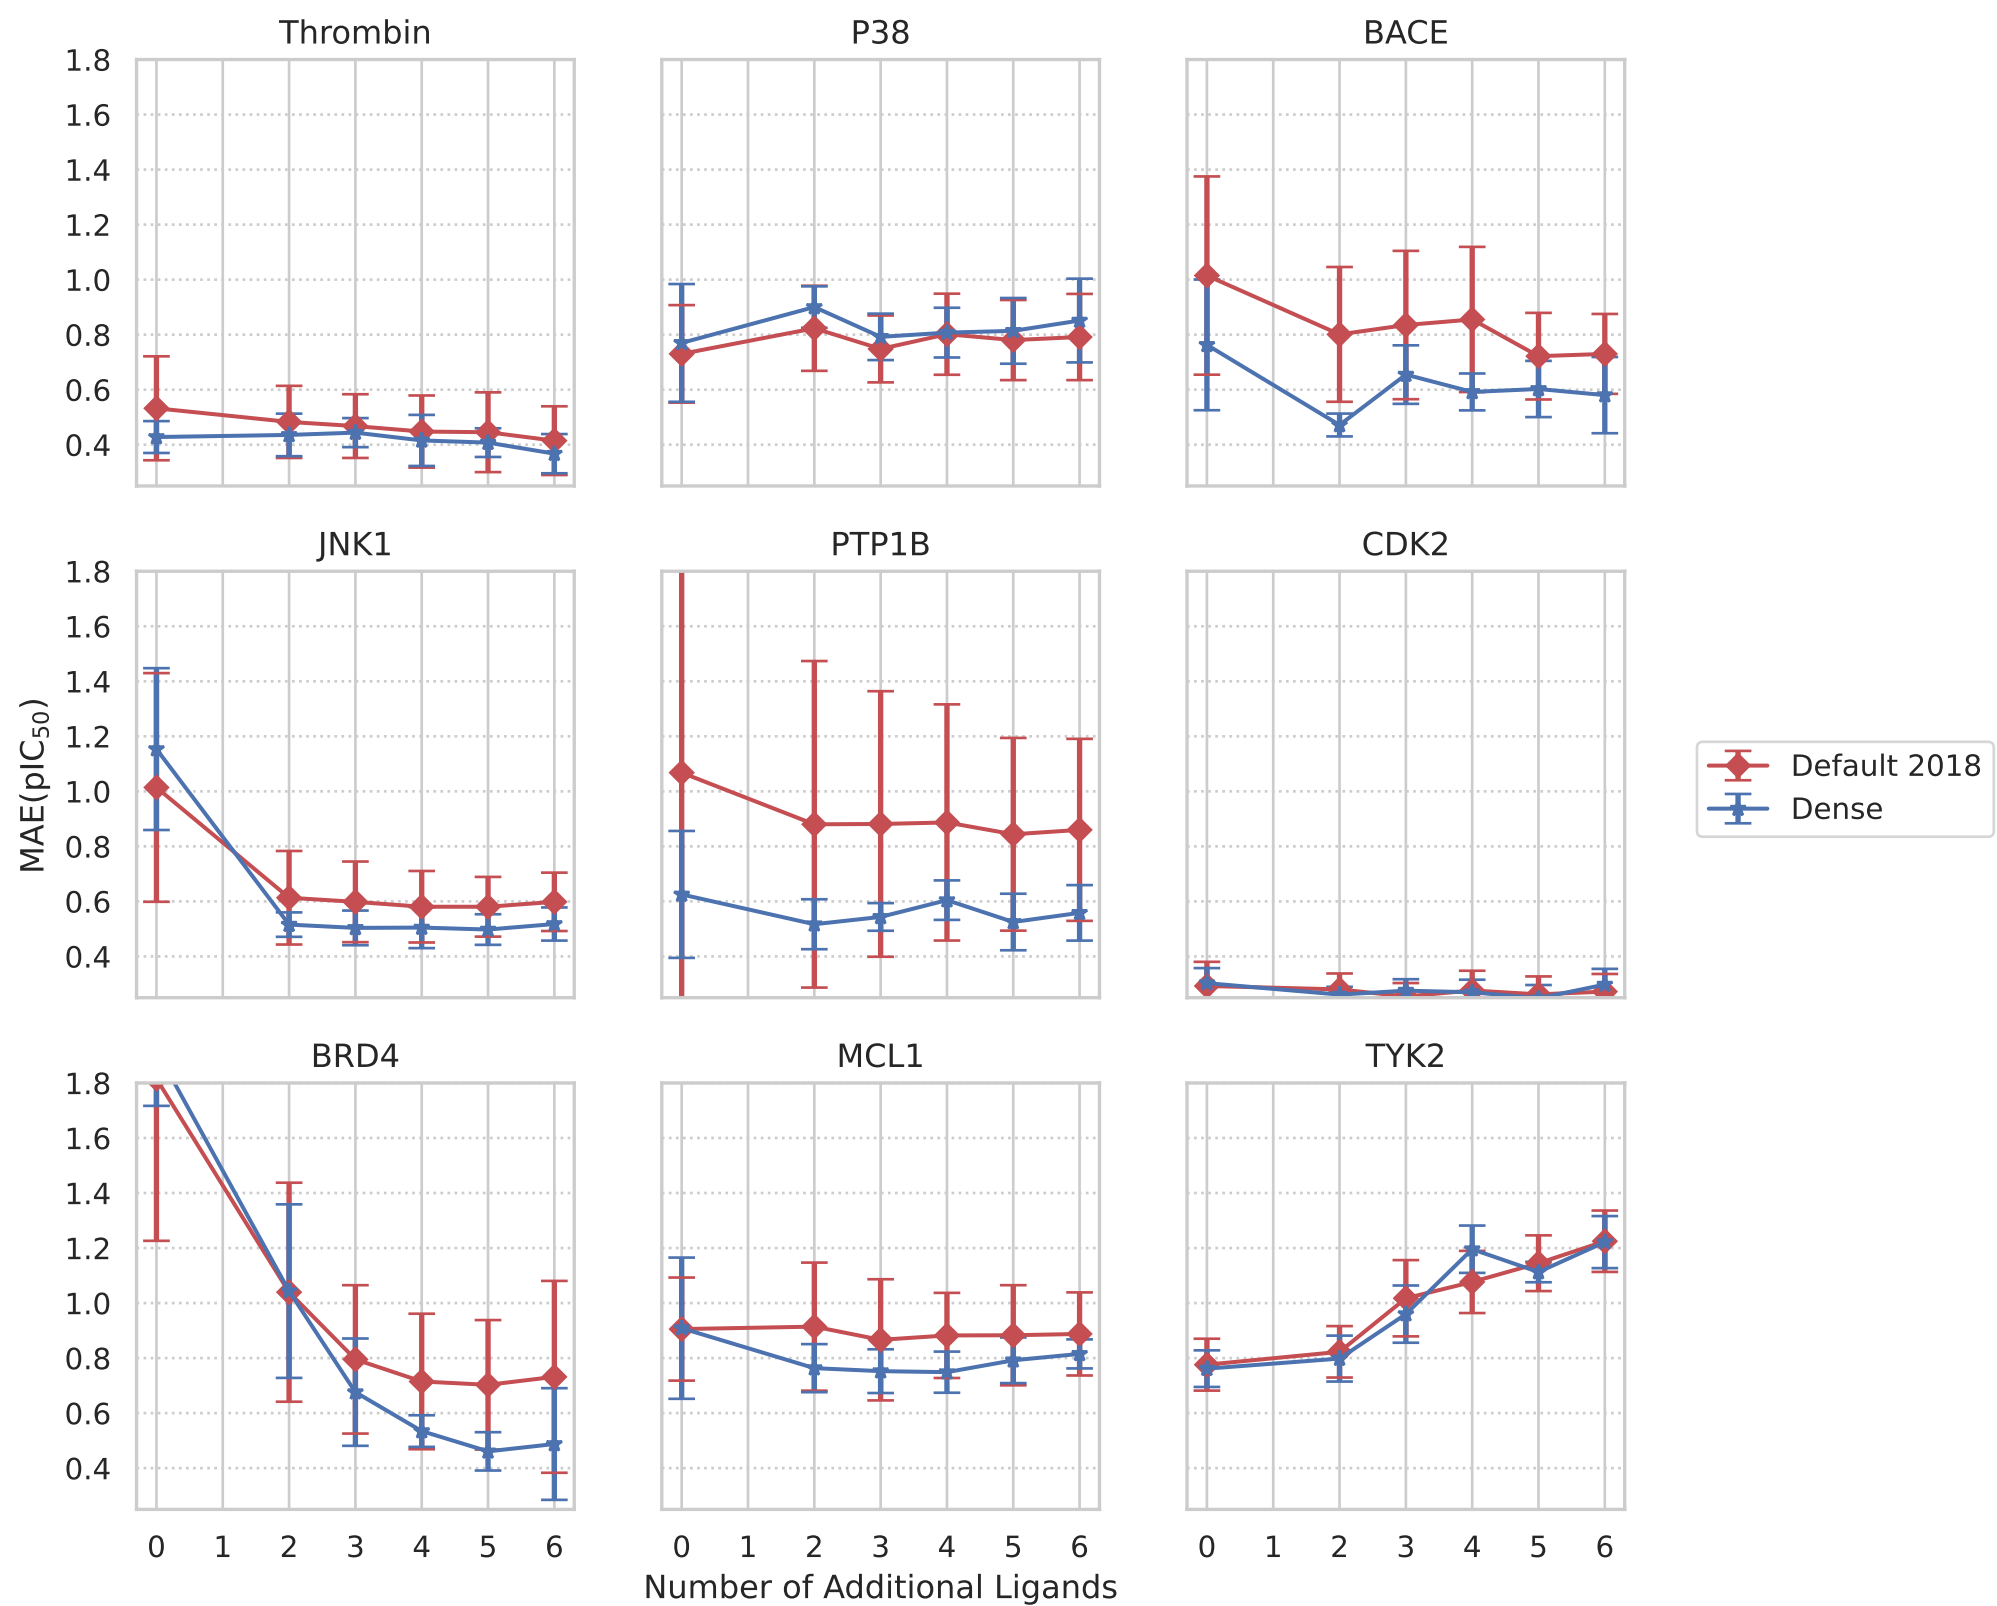 Thrombin
P38
BACE
1.8
1.6
1.4
1.2
1.0
0.8
0.6
0.4
JNK1
PTP1B
CDK2
1.8
1.6
1.4
1.2
1.0
0.8
0.6
0.4
MAE(pIC50)
Default 2018
Dense
BRD4
MCL1
TYK2
1.8
1.6
1.4
1.2
1.0
0.8
0.6
0.4
0 1 2 3 4 5 6
0 1 2 3 4 5 6
0 1 2 3 4 5 6
Number of Additional Ligands